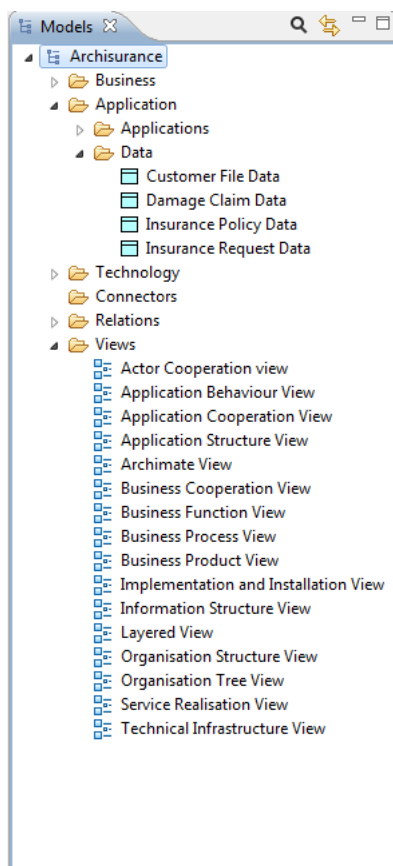 Models
Archisurance
Business
Application
Applications
Data
Customer File Data
Damage Claim Data
Insurance Policy Data
Insurance Request Data
Technology
Connectors
Relations
Views
Actor Cooperation view
Application Behaviour View
Application Cooperation View
Application Structure View
Archimate View
Business Cooperation View
Business Function View
Business Process View
Business Product View
Implementation and Installation View
Information Structure View
Layered View
Organisation Structure View
Organisation Tree View
Service Realisation View
Technical Infrastructure View